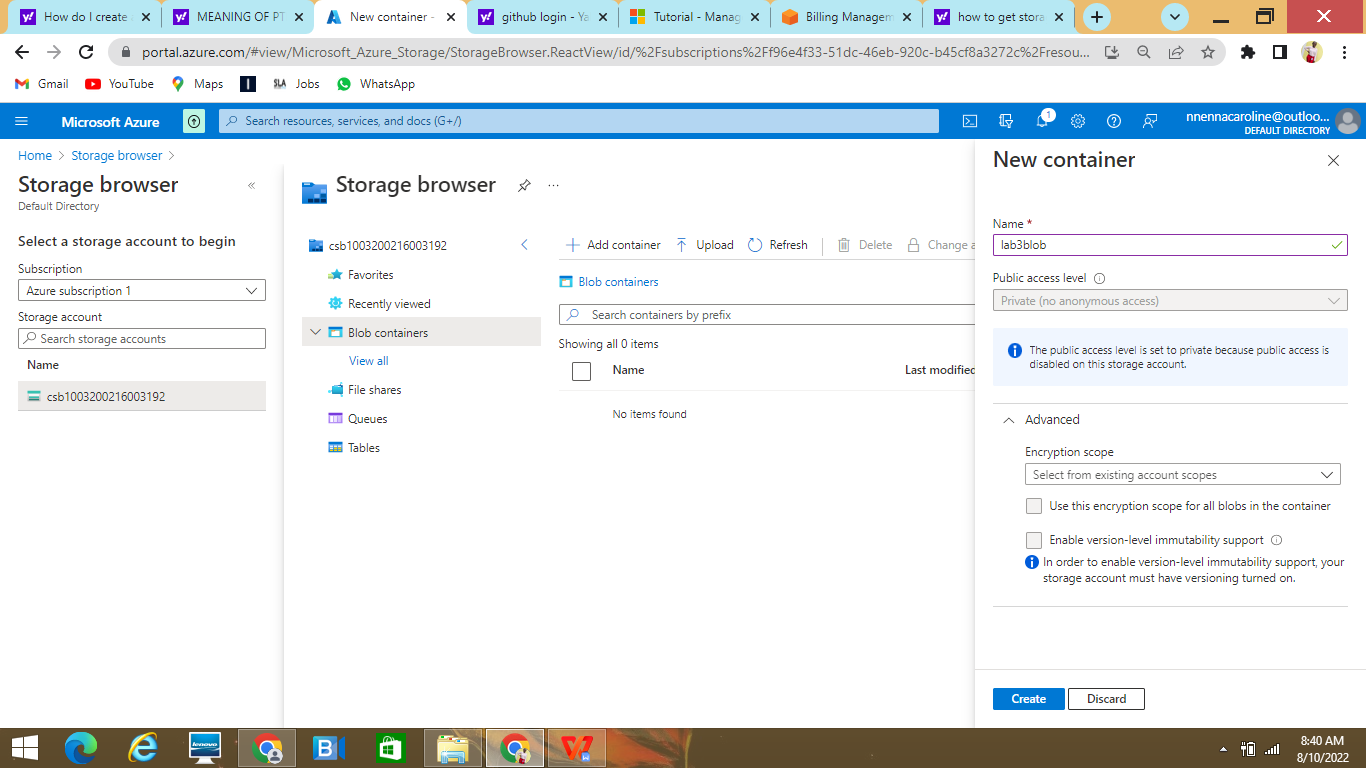 How do I create a
MEANING OF PT
New container -
github login - Ya
Tutorial - Manag
Billing Managem
how to get stora
portal.azure.com/#view/Microsoft_Azure_Storage/StorageBrowser.ReactView/id/%2Fsubscriptions%2Ff96e4f33-51dc-46eb-920c-b45cf8a3272c%2Fresou...
Gmail
YouTube
Maps
SLA
Jobs
WhatsApp
Microsoft Azure
Search resources, services, and docs (G+/)
1
nnennacaroline@outloo...
DEFAULT DIRECTORY
Home > Storage browser >
Storage browser
Default Directory
Select a storage account to begin
Subscription
Azure subscription 1
Storage account
Search storage accounts
Name
csb1003200216003192
Storage browser
csb1003200216003192
Favorites
Recently viewed
Blob containers
View all
File shares
Queues
Tables
Add container
Upload
Refresh
Delete
Change a
Blob containers
Search containers by prefix
Showing all 0 items
Name
Last modified
No items found
New container
Name *
lab3blob
Public access level
Private (no anonymous access)
The public access level is set to private because public access is
disabled on this storage account.
Advanced
Encryption scope
Select from existing account scopes
Use this encryption scope for all blobs in the container
Enable version-level immutability support
In order to enable version-level immutability support, your
storage account must have versioning turned on.
Create
Discard
lenovo
8:40 AM
8/10/2022